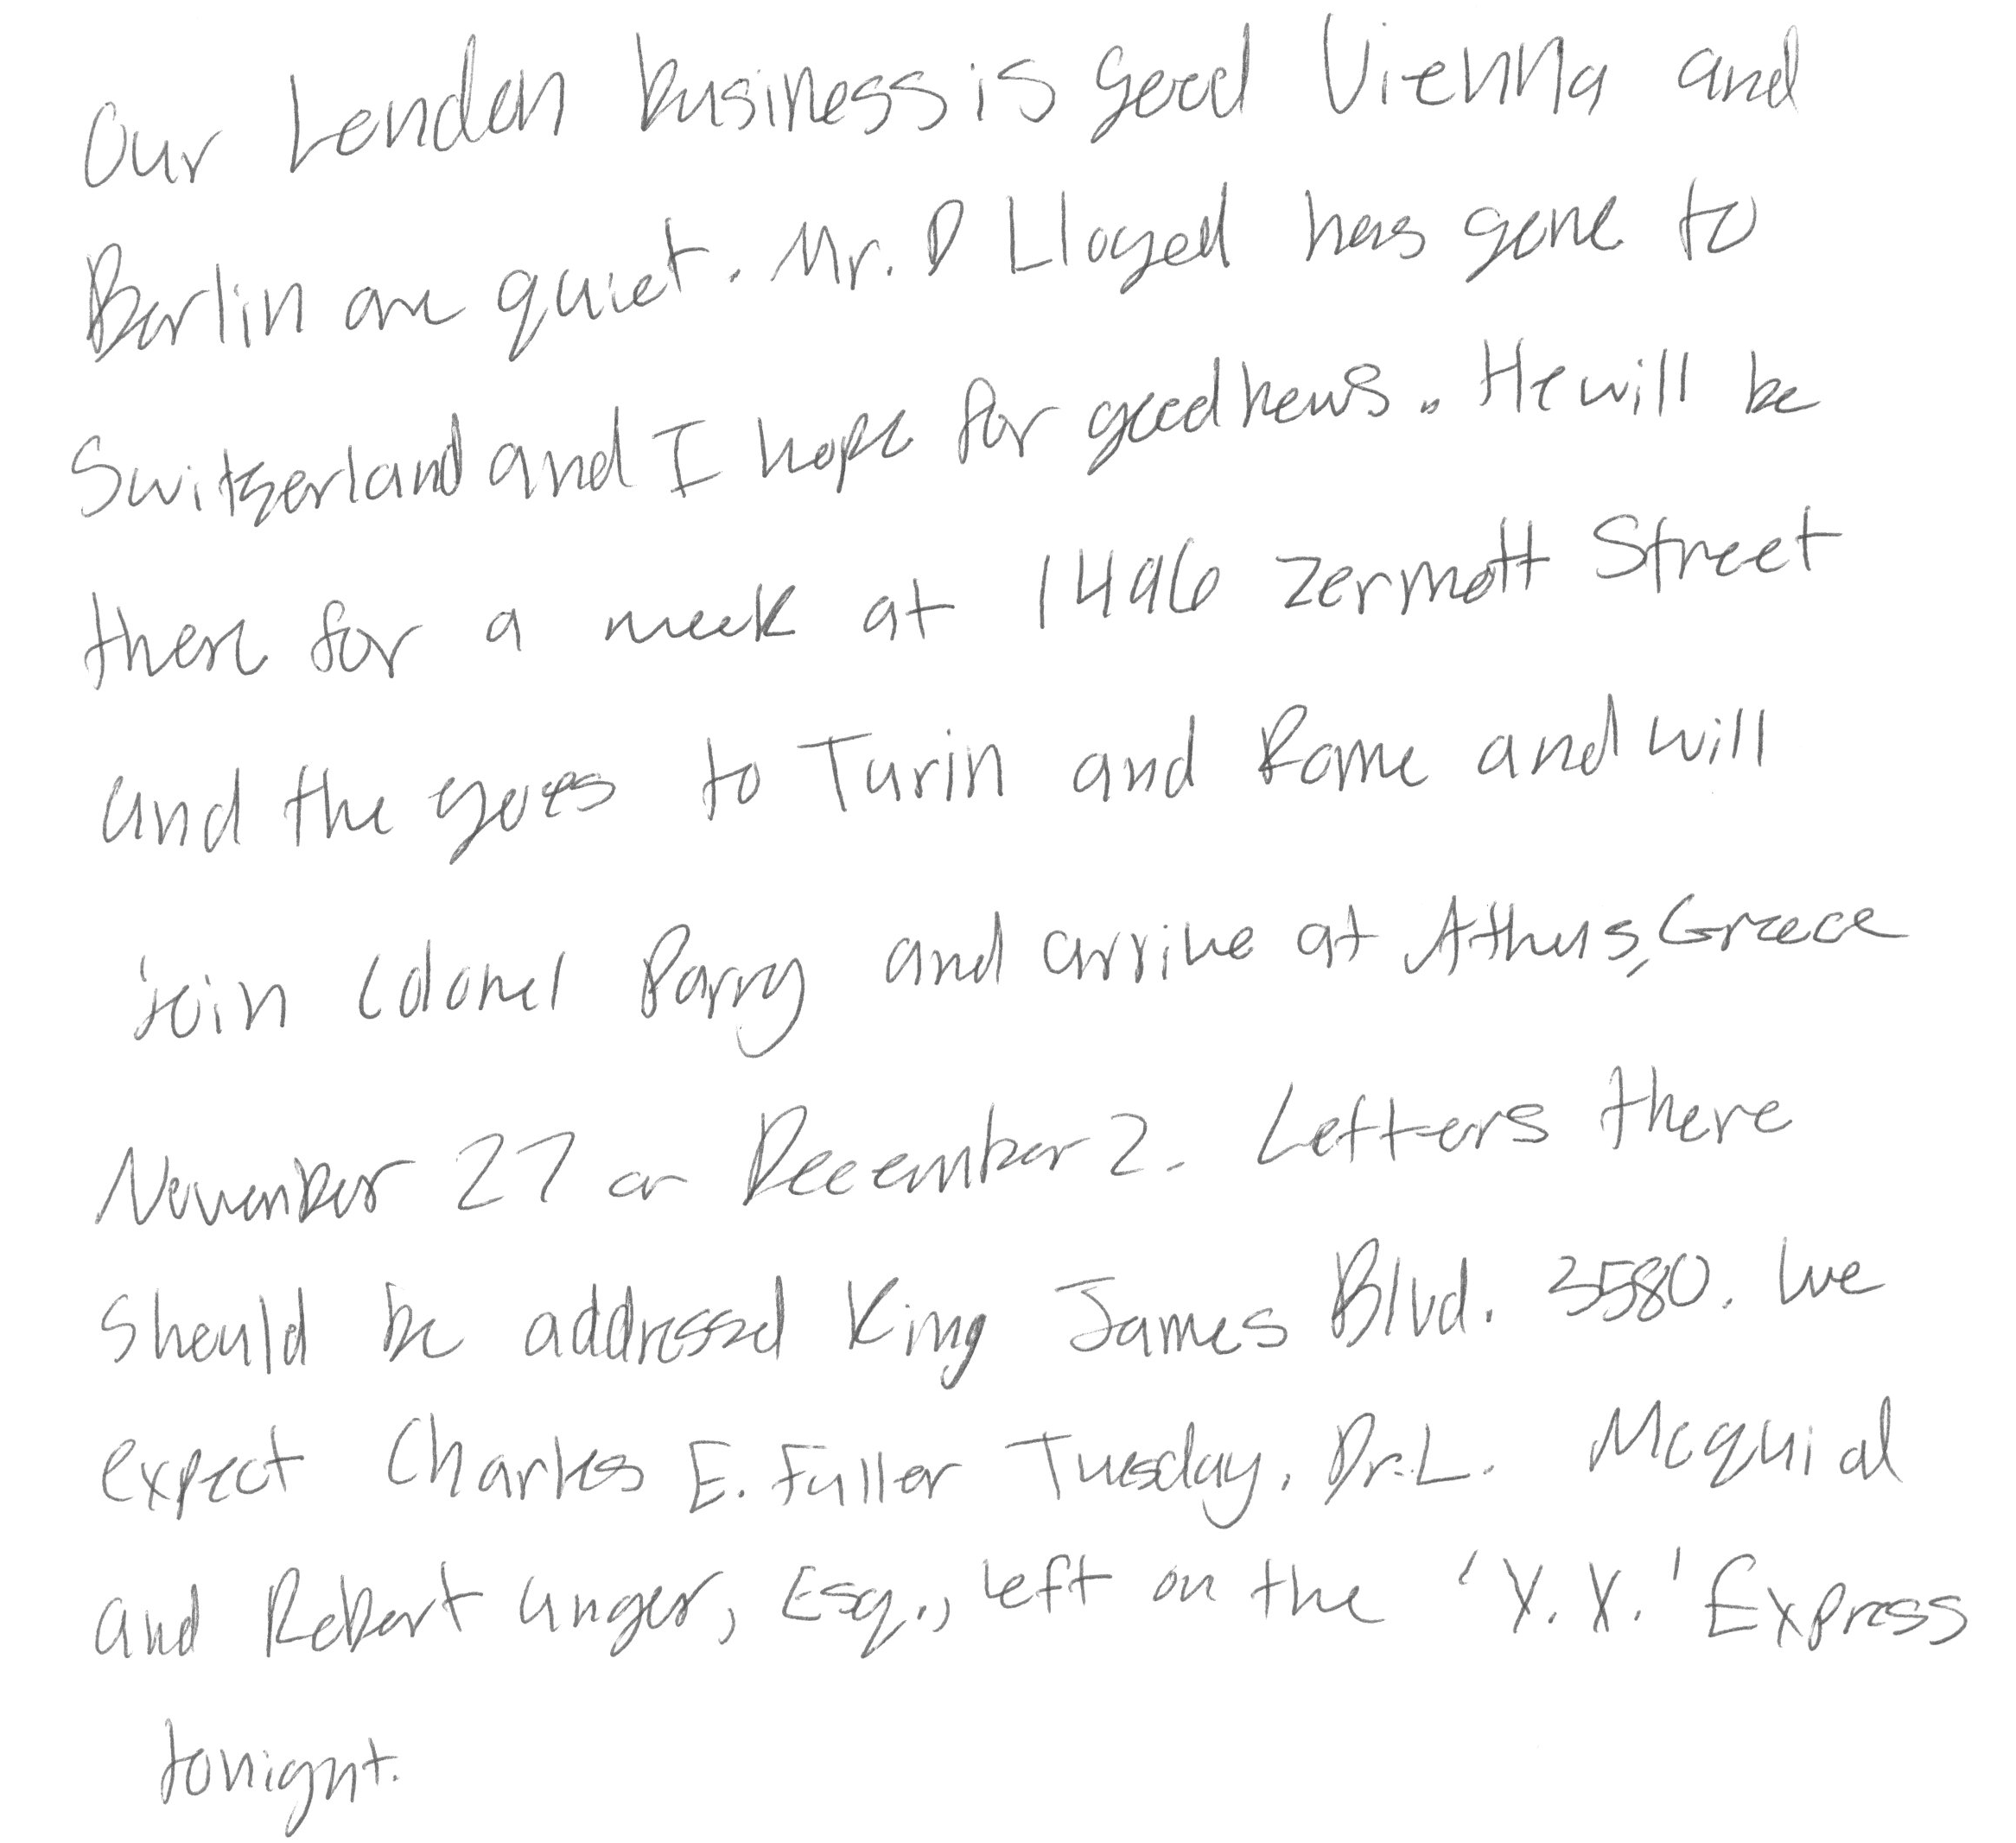 Our London business is good Vienna and
Berlin are quiet. Mr. D Lloyed has gone to
Switzerland and I hope for good news. He will be
there for a week at 1496 Zermott Street
and the goes to Turin and Rome and will
join Colonel Parry and arrive at Athens, Greece
November 27 or December 2. Letters there
should be addressed King James Blvd. 3580. We
expect Charles E. Fuller Tuesday. Dr. L. Mcquid
and Robert Unger, Esq., left on the 'Y.X.' Express
tonight.